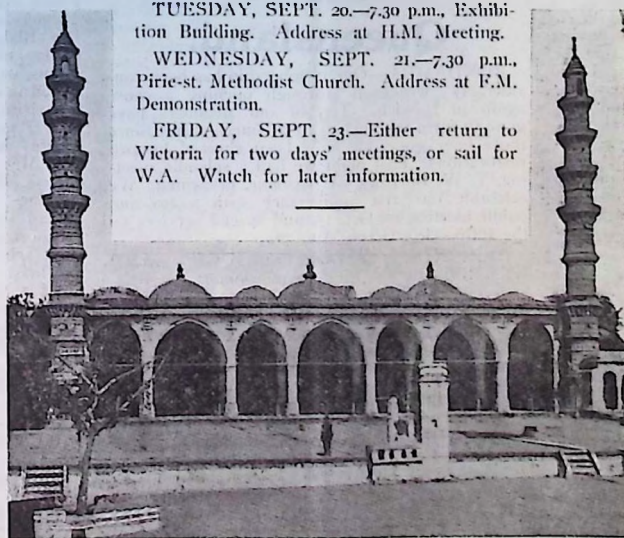 TUESDAY, SEPT. 20.—7.30 p.m., Exhibi-
tion Building. Address at H.M. Meeting.
WEDNESDAY, SEPT. 21.—7.30 p.m.,
Pirie-st. Methodist Church. Address at F.M.
Demonstration.
FRIDAY, SEPT. 23.—Either return to
Victoria for two days' meetings, or sail for
W.A. Watch for later information.